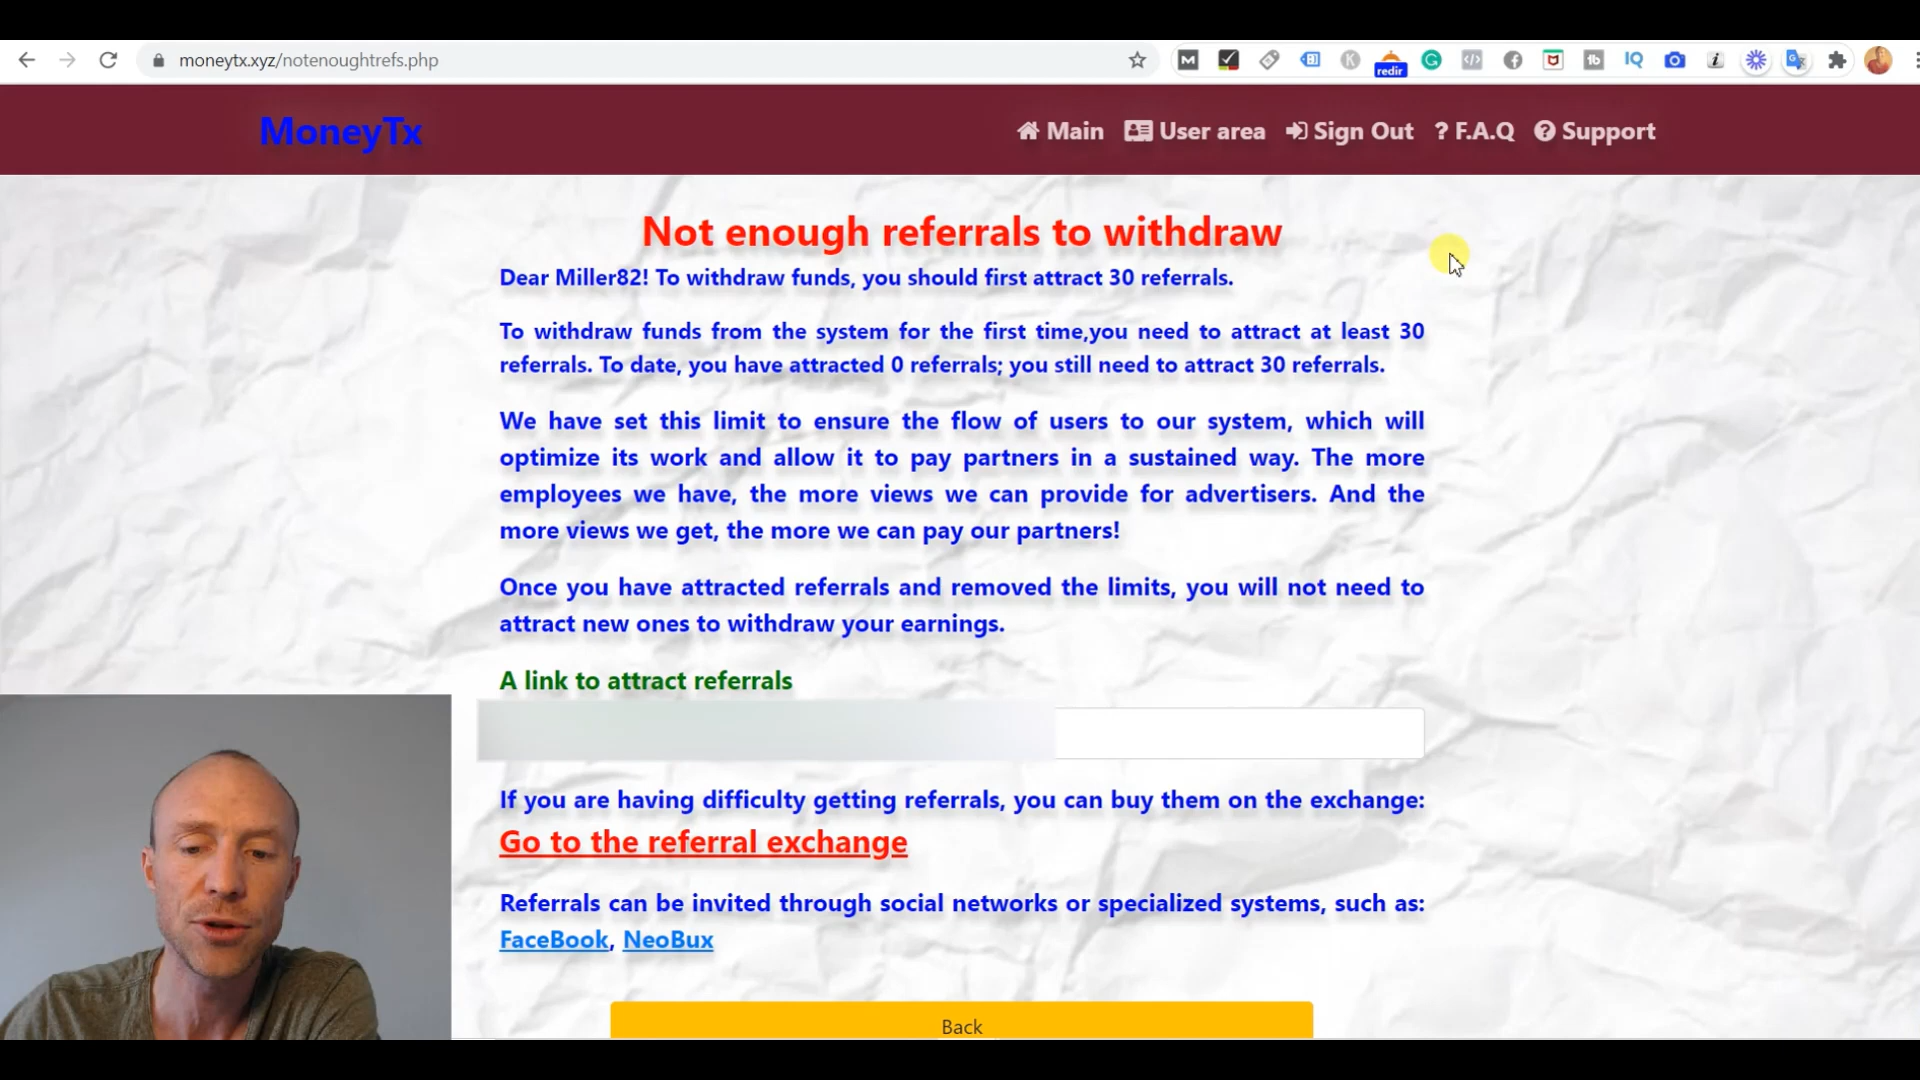 moneytx.xyz/notenoughtrefs.php
redir
MoneyTx
Main User area Sign Out ? F.A.Q Support
Not enough referrals to withdraw
Dear Miller82! To withdraw funds, you should first attract 30 referrals.
To withdraw funds from the system for the first time,you need to attract at least 30
referrals. To date, you have attracted 0 referrals; you still need to attract 30 referrals.
We have set this limit to ensure the flow of users to our system, which will
optimize its work and allow it to pay partners in a sustained way. The more
employees we have, the more views we can provide for advertisers. And the
more views we get, the more we can pay our partners!
Once you have attracted referrals and removed the limits, you will not need to
attract new ones to withdraw your earnings.
A link to attract referrals
If you are having difficulty getting referrals, you can buy them on the exchange:
Go to the referral exchange
Referrals can be invited through social networks or specialized systems, such as:
FaceBook, NeoBux
Back